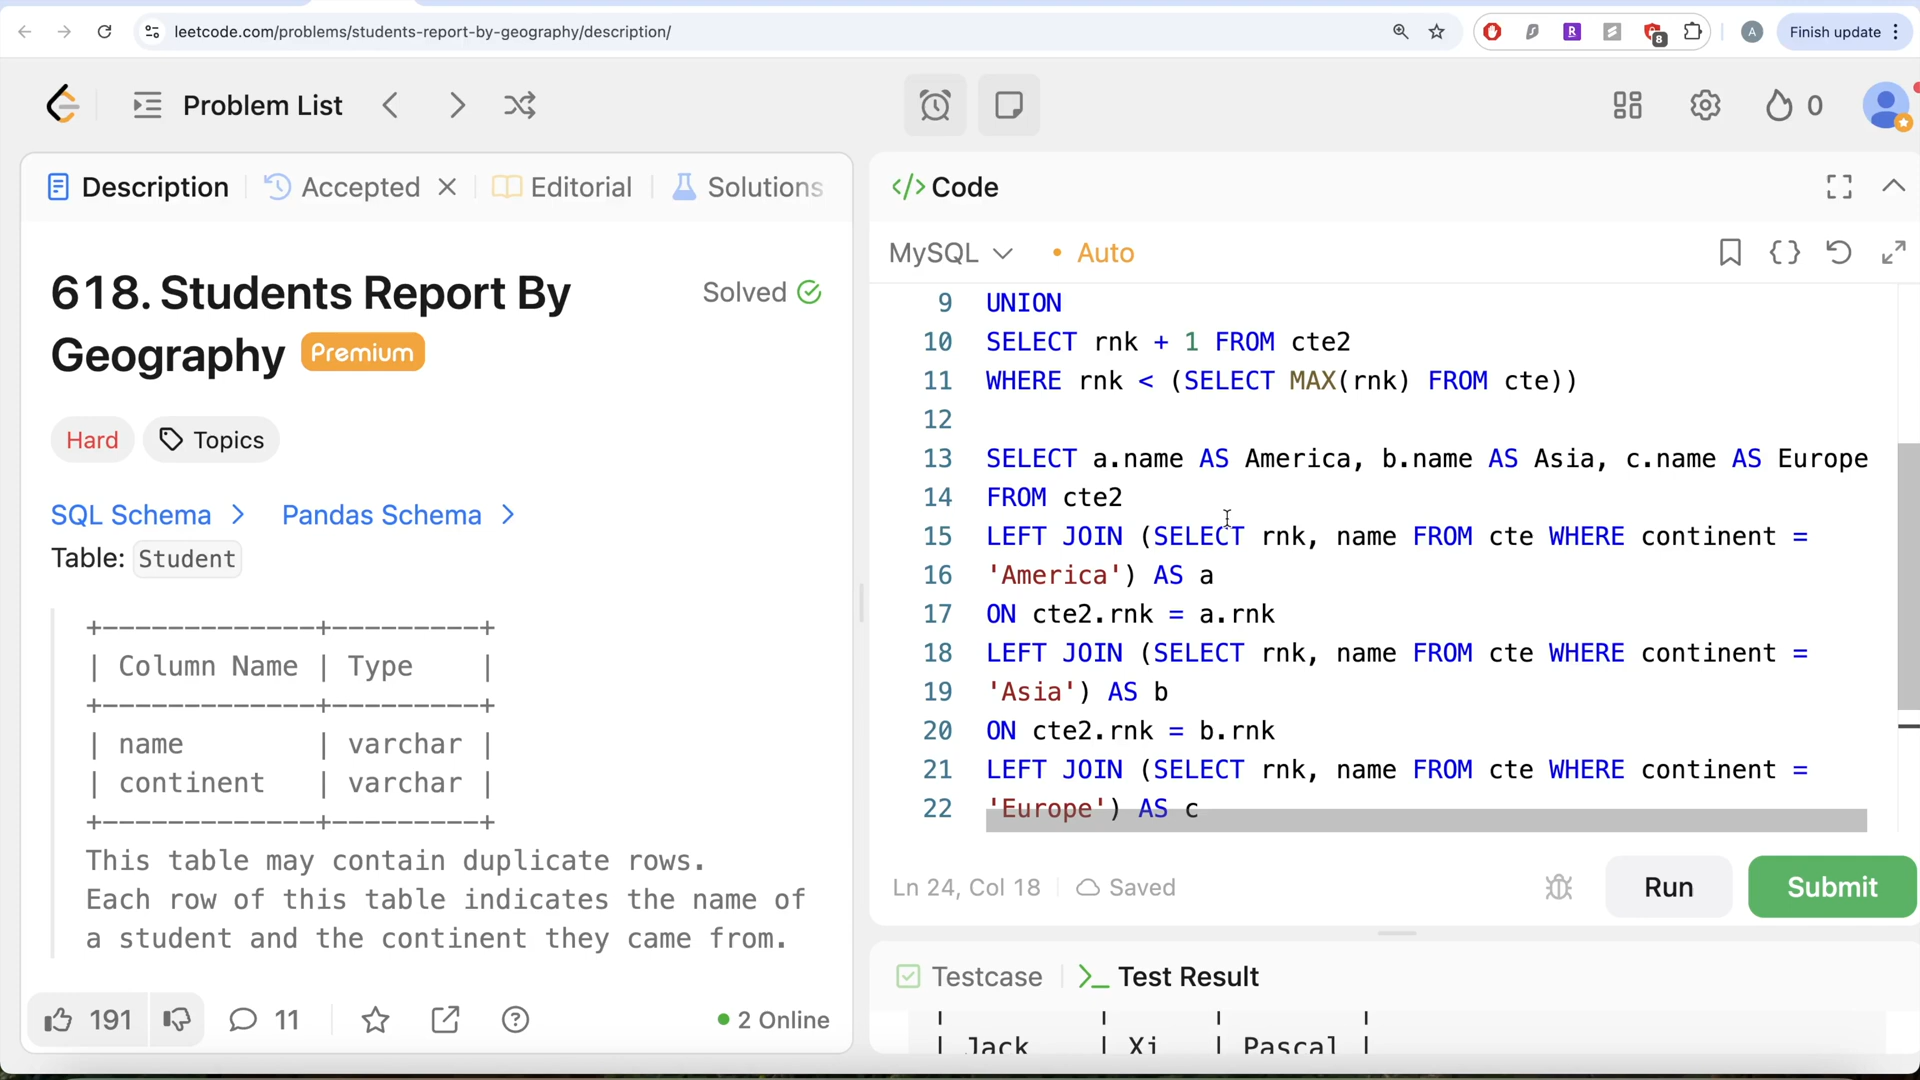 leetcode.com/problems/students-report-by-geography/description/
8
A
Finish update
Problem List
0
Description
Accepted
Editorial
Solutions
618. Students Report By
Geography
Premium
Solved
Hard
Topics
SQL Schema
Pandas Schema
Table: Student
+-------------+---------+
| Column Name | Type    |
+-------------+---------+
| name        | varchar |
| continent   | varchar |
+-------------+---------+
This table may contain duplicate rows.
Each row of this table indicates the name of
a student and the continent they came from.
191
11
2 Online
</> Code
MySQL
Auto
9 UNION
10 SELECT rnk + 1 FROM cte2
11 WHERE rnk < (SELECT MAX(rnk) FROM cte))
12
13 SELECT a.name AS America, b.name AS Asia, c.name AS Europe
14 FROM cte2
15 LEFT JOIN (SELECT rnk, name FROM cte WHERE continent =
16 'America') AS a
17 ON cte2.rnk = a.rnk
18 LEFT JOIN (SELECT rnk, name FROM cte WHERE continent =
19 'Asia') AS b
20 ON cte2.rnk = b.rnk
21 LEFT JOIN (SELECT rnk, name FROM cte WHERE continent =
22 'Europe') AS c
Ln 24, Col 18
Saved
Run
Submit
Testcase
>_ Test Result
| Jack | Xi | Pascal |